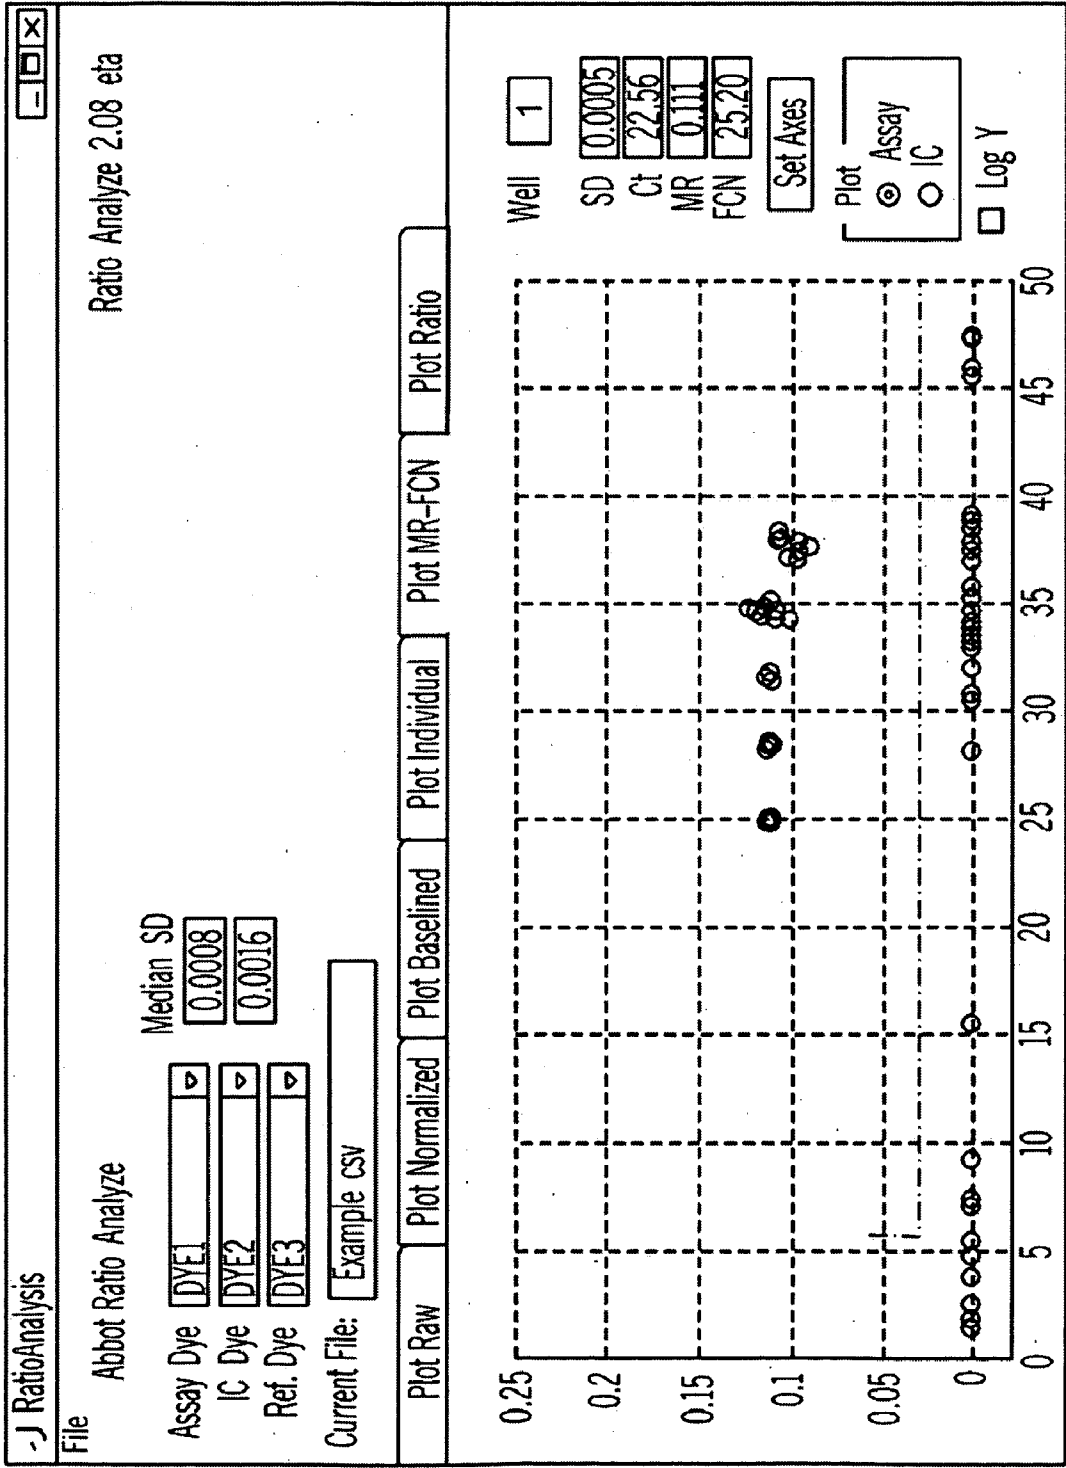 RatioAnalysis
File
Ratio Analyze 2.08 eta
Abbot Ratio Analyze
Median SD
Assay Dye DYE1 0.0008
IC Dye DYE2 0.0016
Ref. Dye DYE3
Current File: Example csv
Plot Raw Plot Normalized Plot Baselined Plot Individual Plot MR-FCN Plot Ratio
0.25
0.2
0.15
0.1
0.05
0
0 5 10 15 20 25 30 35 40 45 50
Well 1
SD 0.0005
Ct 22.56
MR 0.111
FCN 25.20
Set Axes
Plot
Assay
IC
Log Y